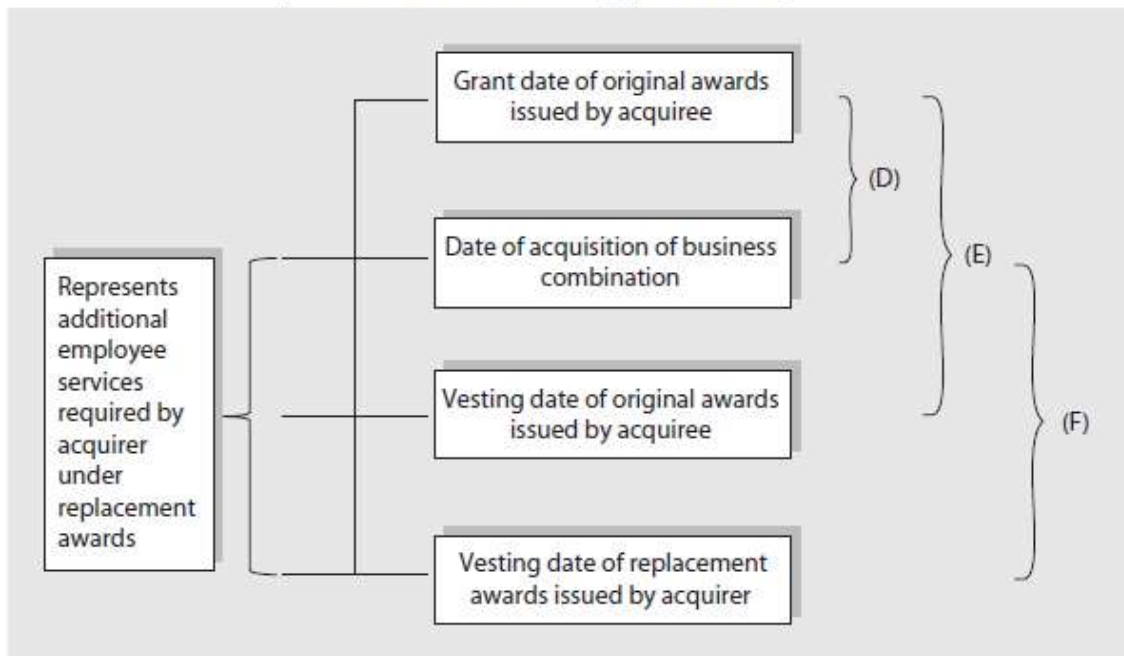 Grant date of original awards
issued by acquiree
(D)
Date of acquisition of business
combination
(E)
Represents
additional
employee
services
required by
acquirer
under
replacement
awards
Vesting date of original awards
issued by acquiree
(F)
Vesting date of replacement
awards issued by acquirer